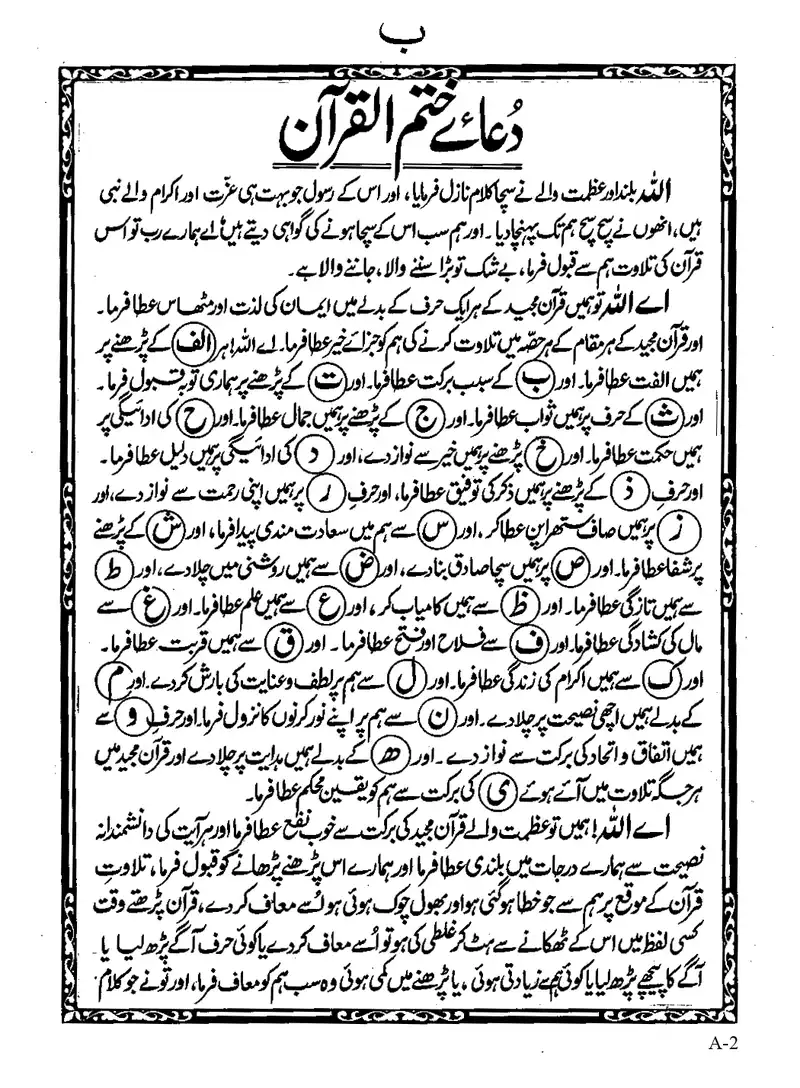 ب
دُعائے ختم القرآن
اللہ بلند اور عظمت والے نے سچا کلام نازل فرمایا، اور اس کے رسول جو بہت ہی عزّت اور اکرام والے نبی
ہیں، انھوں نے سچ سچ ہم تک پہنچا دیا۔ اور ہم سب اس کے سچا ہونے کی گواہی دیتے ہیں! اے ہمارے رب تو اس
قرآن کی تلاوت ہم سے قبول فرما، بے شک تو بڑا سننے والا، جاننے والا ہے۔
اے اللہ تو ہمیں قرآن مجید کے ہر ایک حرف کے بدلے میں ایمان کی لذت اور مٹھاس عطا فرما۔
اور قرآن مجید کے ہر مقام کے ہر حصّہ میں تلاوت کرنے کی ہم کو جزائے خیر عطا فرما۔ اے اللہ! ہر الف کے پڑھنے پر
ہمیں الفت عطا فرما۔ اور ب کے سبب برکت عطا فرما۔ اور ت کے پڑھنے پر ہماری توبہ قبول فرما۔
اور ث کے حرف پر ہمیں ثواب عطا فرما۔ اور ج کے پڑھنے پر ہمیں جمال عطا فرما۔ اور ح کی ادائیگی پر
ہمیں حکمت عطا فرما۔ اور خ پڑھنے پر ہمیں خیر سے نواز دے، اور د کی ادائیگی پر ہمیں دلیل عطا فرما۔
اور حرفِ ذ کے پڑھنے پر ہمیں ذکر کی توفیق عطا فرما، اور حرفِ ر پر ہمیں اپنی رحمت سے نواز دے، اور
ز پر ہمیں صاف ستھرا پن عطا کر، اور س سے ہم میں سعادت مندی پیدا فرما، اور ش کے پڑھنے
پر شفا عطا فرما۔ اور ص پر ہمیں سچا صادق بنا دے، اور ض سے ہمیں روشنی میں چلا دے، اور ط
سے ہمیں تازگی عطا فرما۔ اور ظ سے ہمیں کامیاب کر، اور ع سے ہمیں علم عطا فرما۔ اور غ سے
مال کی کشادگی عطا فرما۔ اور ف سے فلاح اور فتح عطا فرما۔ اور ق سے ہمیں قربت عطا فرما۔
اور ک سے ہمیں اکرام کی زندگی عطا فرما۔ اور ل سے ہم پر لطف و عنایت کی بارش کر دے۔ اور م
کے بدلے ہمیں اچھی نصیحت پر چلا دے۔ اور ن سے ہم پر اپنے نور کرنوں کا نزول فرما۔ اور حرفِ و سے
ہمیں اتفاق و اتحاد کی برکت سے نواز دے۔ اور ھ کے بدلے ہمیں ہدایت پر چلا دے اور قرآن مجید میں
ہر جگہ تلاوت میں آئے ہوئے ی کی برکت سے ہم کو یقین محکم عطا فرما۔
اے اللہ! ہمیں تو عظمت والے قرآن مجید کی برکت سے خوب نفع عطا فرما اور ہر آیت کی دانشمندانہ
نصیحت سے ہمارے درجات میں بلندی عطا فرما اور ہمارے اس پڑھنے پڑھانے کو قبول فرما، تلاوتِ
قرآن کے موقع پر ہم سے جو خطا ہو گئی ہو اور بھول چوک ہوئی ہو اُسے معاف کر دے، قرآن پڑھتے وقت
کسی لفظ میں اس کے ٹھکانے سے ہٹ کر غلطی کی ہو تو اُسے معاف کر دے یا کوئی حرف آگے پڑھ لیا یا
آگے کا پیچھے پڑھ لیا یا کوئی ہم سے زیادتی ہوئی، یا پڑھنے میں کمی ہوئی وہ سب ہم کو معاف فرما، اور تو نے جو کلام
A-2